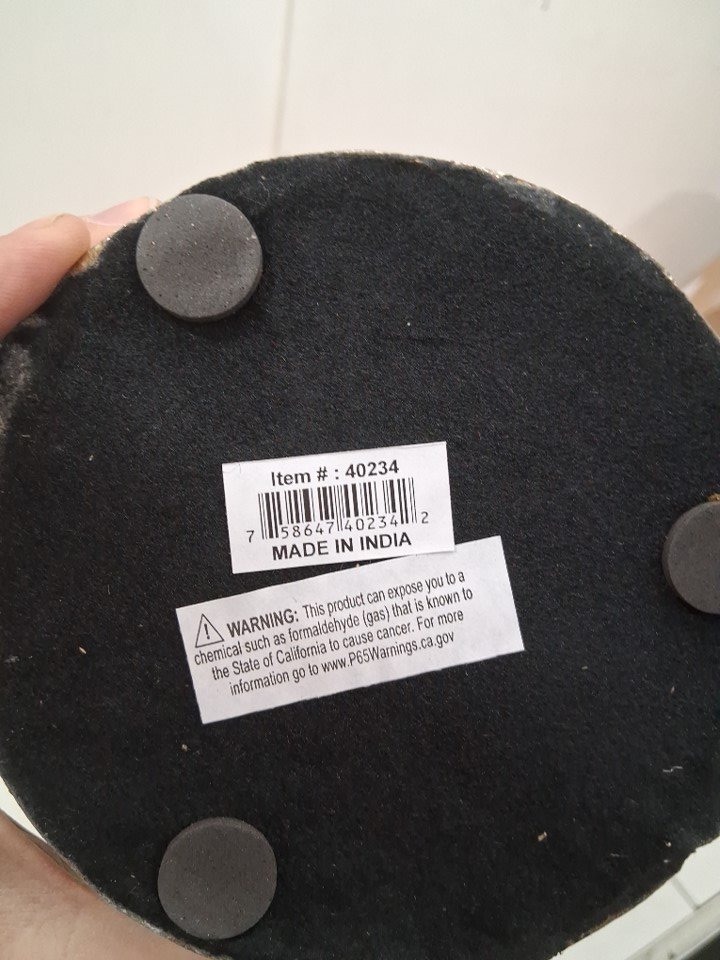 Item # : 40234
7 58647 40234 2
MADE IN INDIA
WARNING: This product can expose you to a
chemical such as formaldehyde (gas) that is known to
the State of California to cause cancer. For more
information go to www.P65Warnings.ca.gov